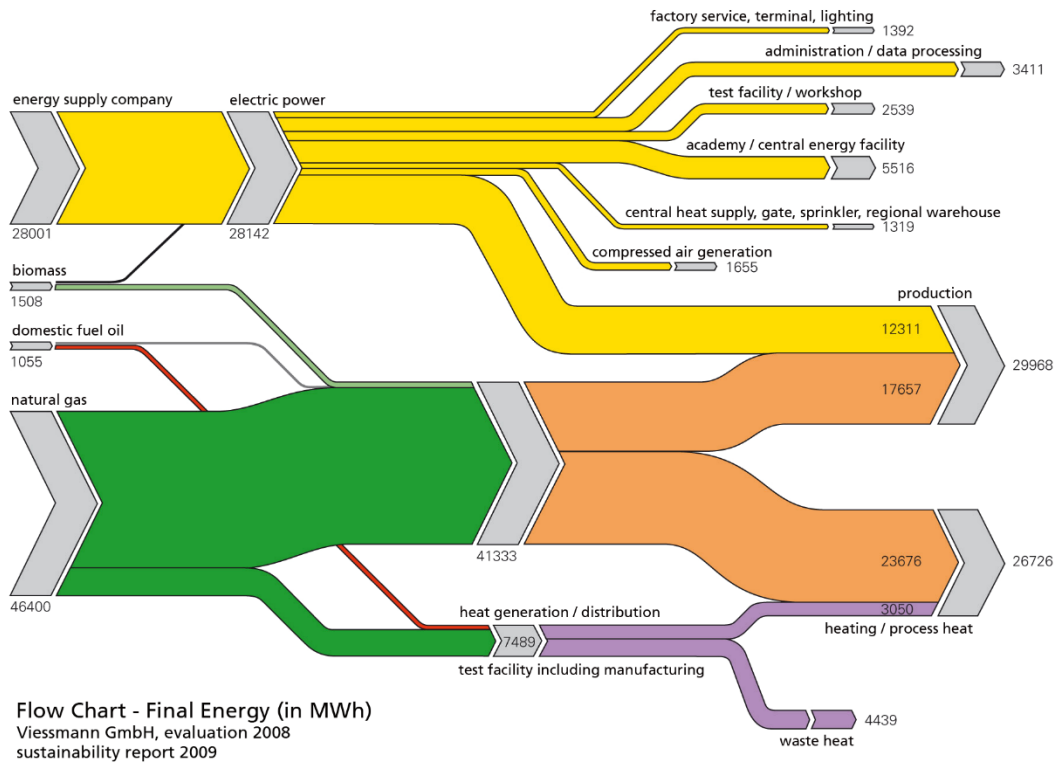 factory service, terminal, lighting
1392
administration / data processing
3411
energy supply company
electric power
test facility / workshop
2539
academy / central energy facility
5516
28001
28142
central heat supply, gate, sprinkler, regional warehouse
1319
compressed air generation
1655
biomass
1508
production
12311
domestic fuel oil
1055
29968
17657
natural gas
41333
23676
26726
46400
heat generation / distribution
3050
7489
heating / process heat
test facility including manufacturing
4439
waste heat
Flow Chart - Final Energy (in MWh)
Viessmann GmbH, evaluation 2008
sustainability report 2009